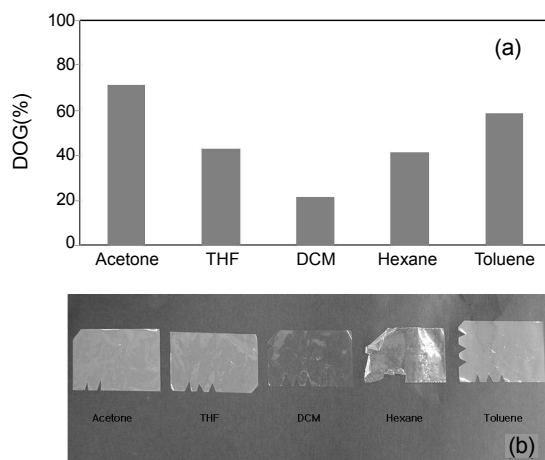 100
(a)
80
60
40
20
0
DOG(%)
Acetone THF DCM Hexane Toluene
Acetone THF DCM Hexane Toluene
(b)